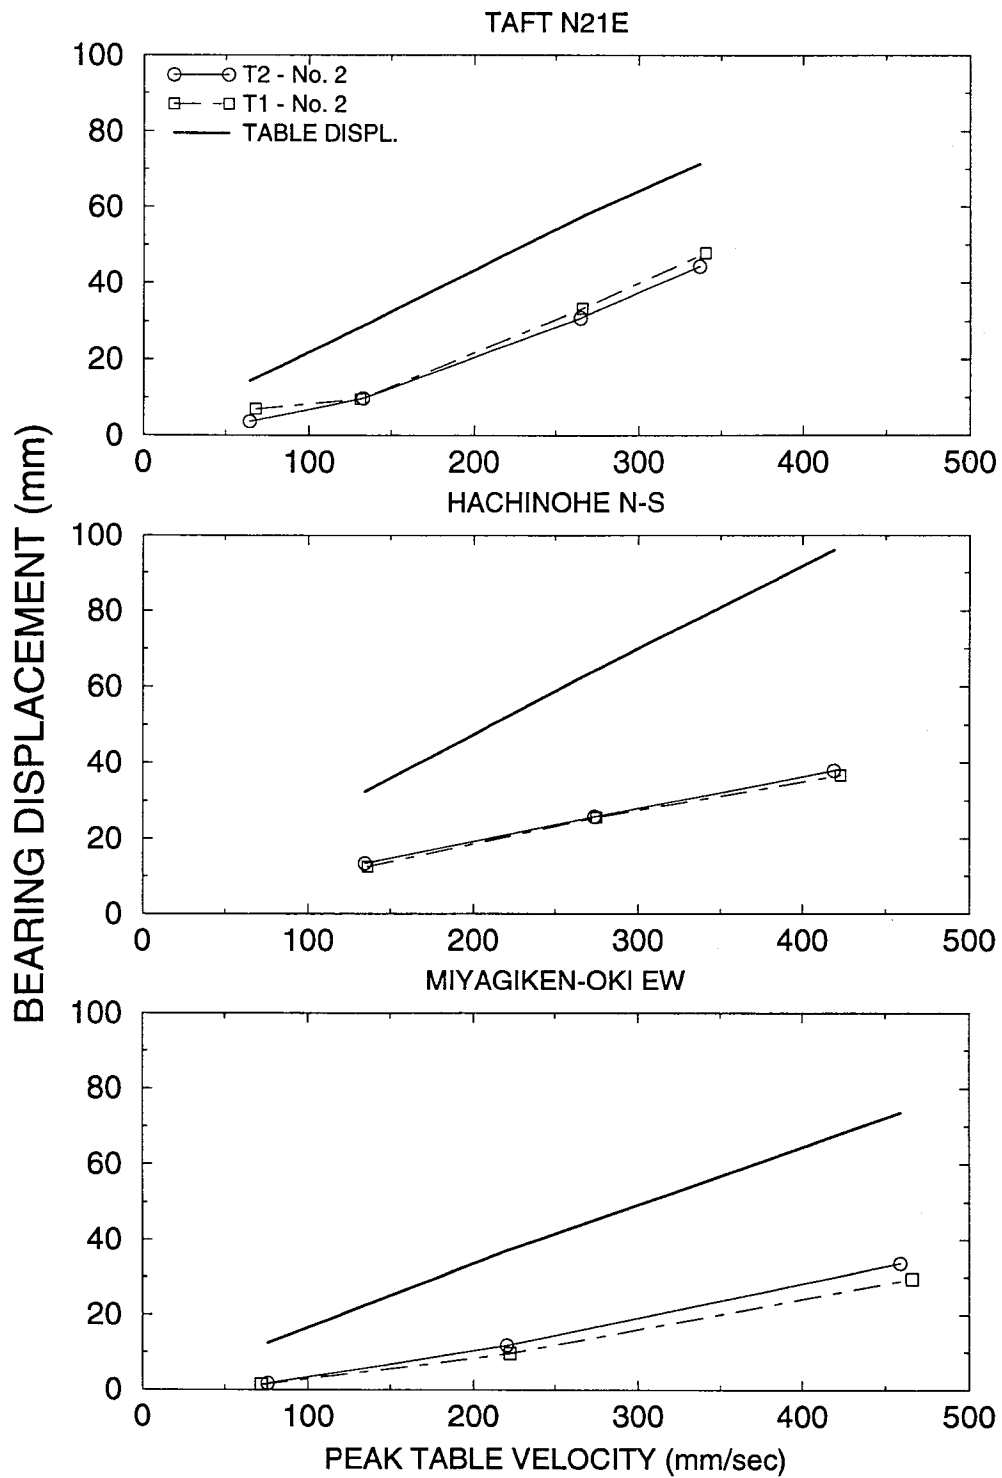 TAFT N21E
100
80
60
40
20
0
T2 - No. 2
T1 - No. 2
TABLE DISPL.
0 100 200 300 400 500
HACHINOHE N-S
100
80
60
40
20
0
0 100 200 300 400 500
MIYAGIKEN-OKI EW
100
80
60
40
20
0
0 100 200 300 400 500
PEAK TABLE VELOCITY (mm/sec)
BEARING DISPLACEMENT (mm)